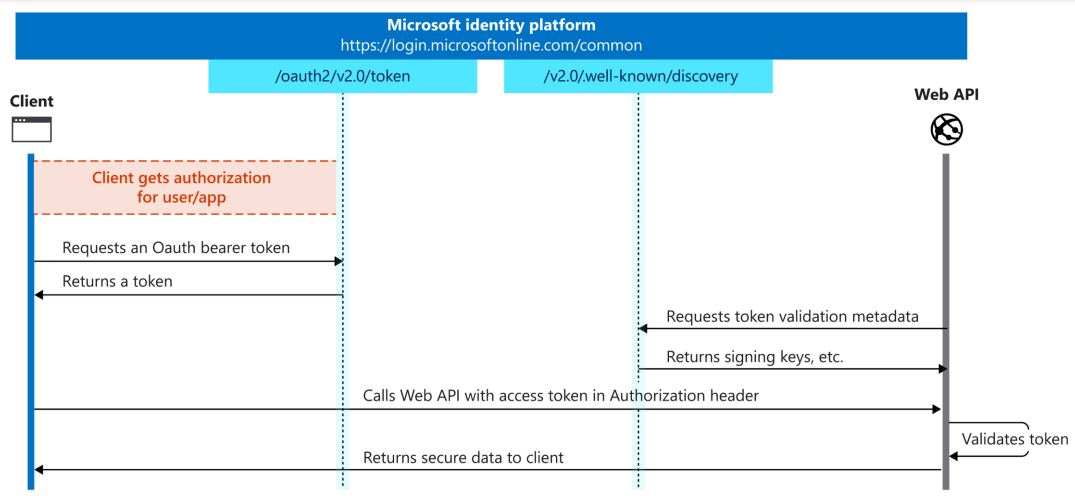 Microsoft identity platform
https://login.microsoftonline.com/common
/oauth2/v2.0/token
/v2.0/.well-known/discovery
Client
Web API
Client gets authorization
for user/app
Requests an Oauth bearer token
Returns a token
Requests token validation metadata
Returns signing keys, etc.
Calls Web API with access token in Authorization header
Validates token
Returns secure data to client